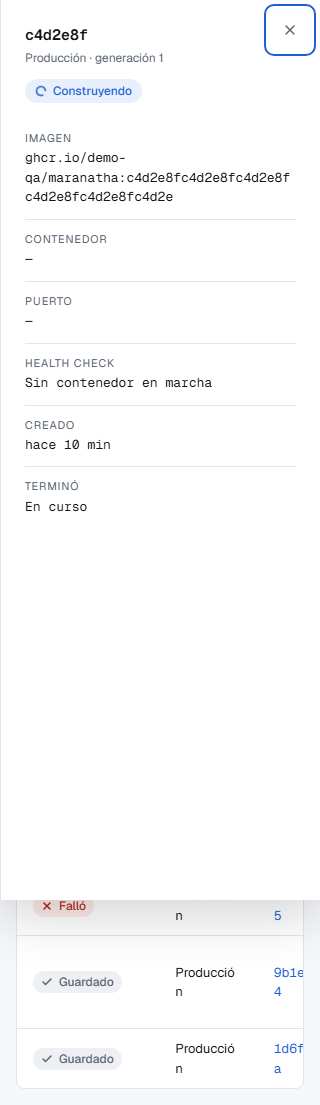 c4d2e8f
Producción · generación 1
Construyendo
IMAGEN
ghcr.io/demo-
qa/maranatha:c4d2e8fc4d2e8fc4d2e8f
c4d2e8fc4d2e8fc4d2e
CONTENEDOR
—
PUERTO
—
HEALTH CHECK
Sin contenedor en marcha
CREADO
hace 10 min
TERMINÓ
En curso
Falló
n
5
Guardado
Producció
n
9b1e
4
Guardado
Producció
n
1d6f
a